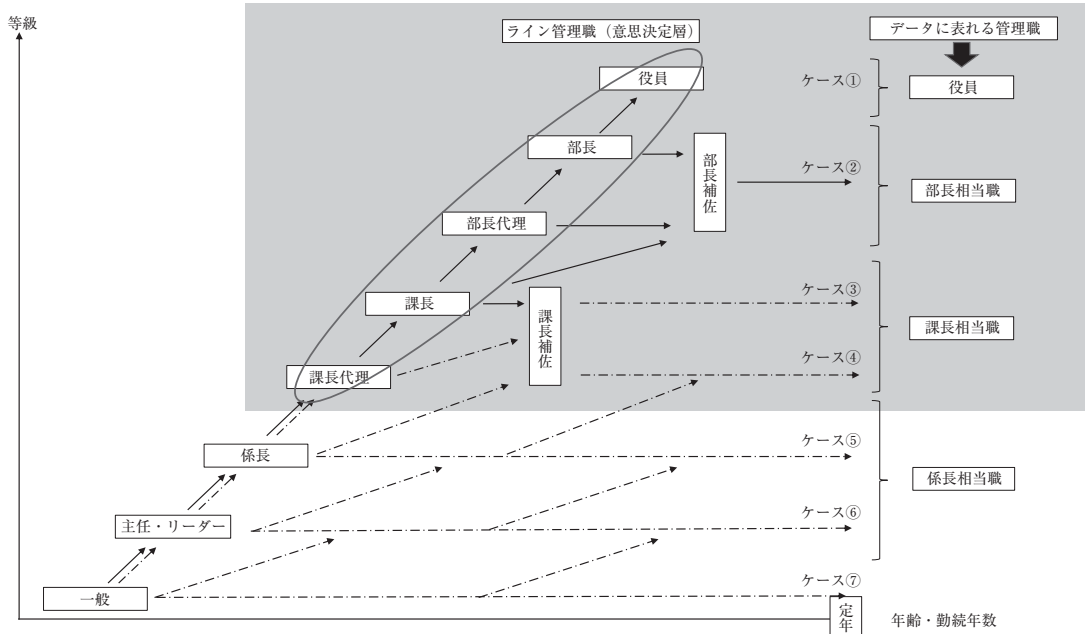 等級
ライン管理職（意思決定層）
データに表れる管理職
役員
ケース①
役員
部長
部長補佐
ケース②
部長相当職
部長代理
課長
課長補佐
ケース③
課長相当職
ケース④
課長代理
係長
ケース⑤
係長相当職
主任・リーダー
ケース⑥
一般
ケース⑦
定年
年齢・勤続年数